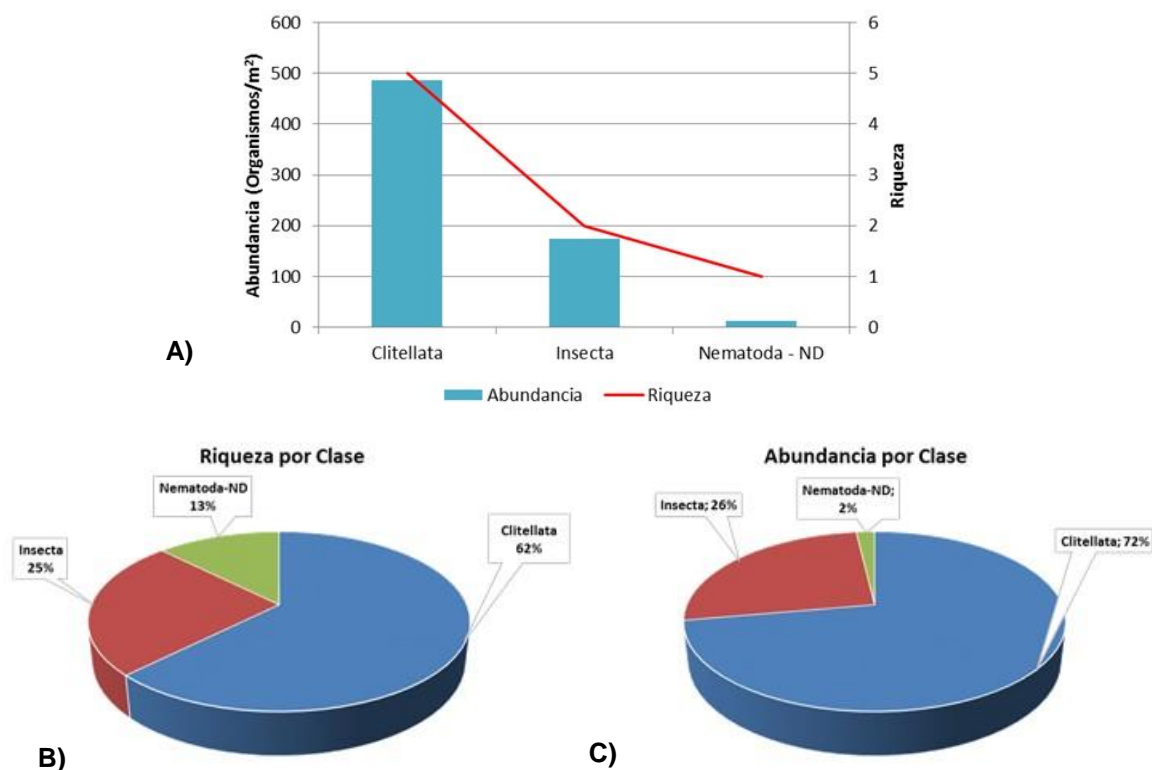 600
500
400
300
200
100
0
Abundancia (Organismos/m²)
6
5
4
3
2
1
0
Riqueza
Clitellata
Insecta
Nematoda - ND
A)
Abundancia
Riqueza
Riqueza por Clase
Nematoda-ND
13%
Clitellata
62%
Insecta
25%
B)
Abundancia por Clase
Nematoda-ND;
2%
Insecta; 26%
Clitellata; 72%
C)